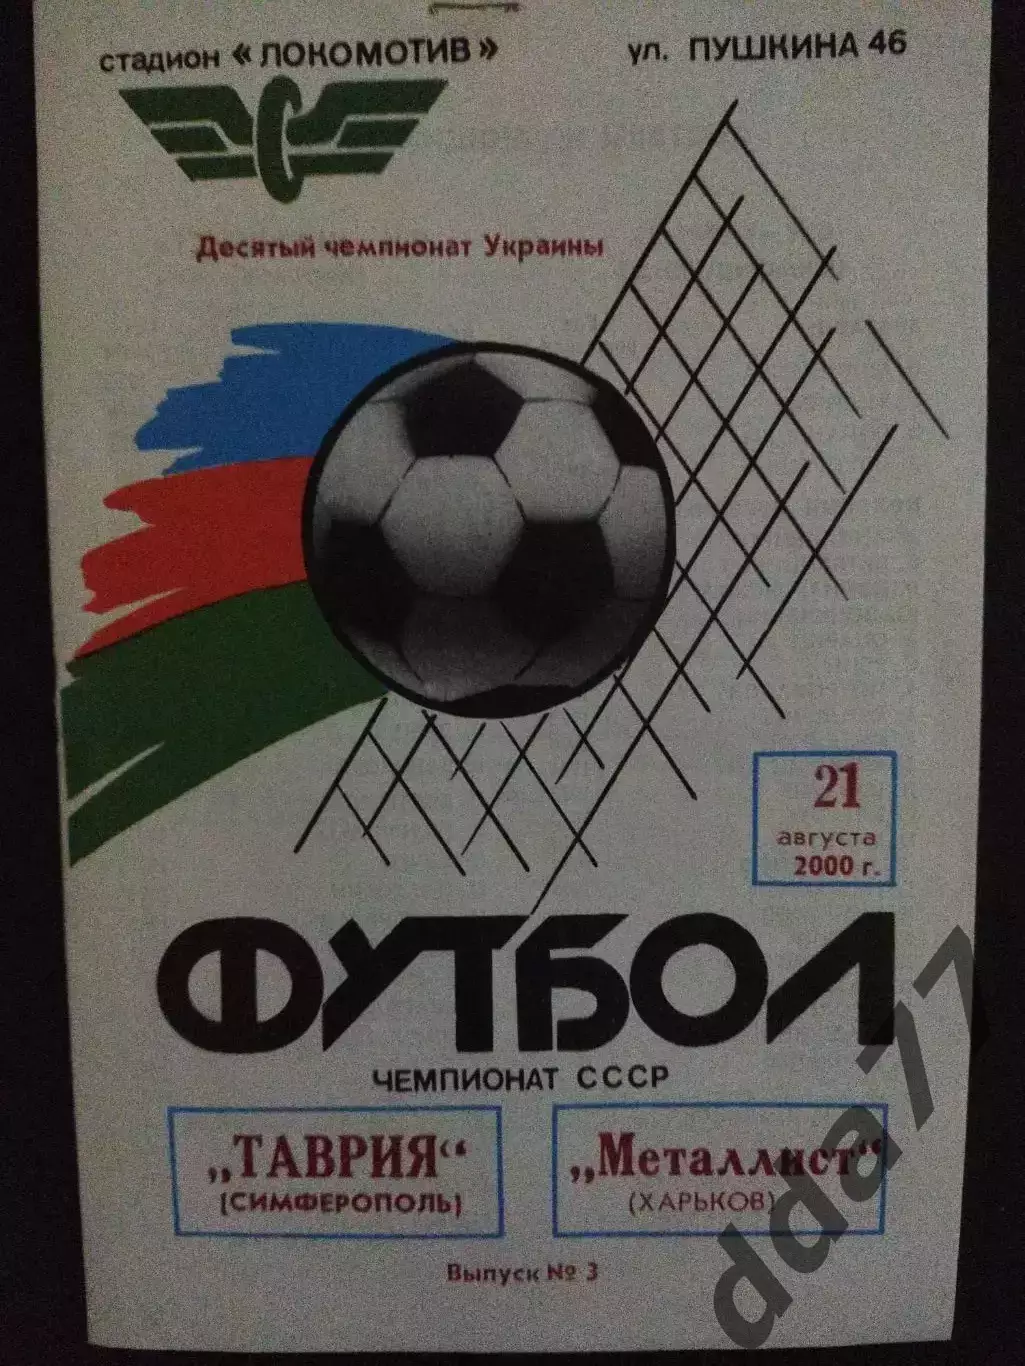 стадион «ЛОКОМОТИВ» ул. ПУШКИНА 46
Десятый чемпионат Украины
21
августа
2000 г.
ФУТБОЛ
ЧЕМПИОНАТ СССР
„ТАВРИЯ“ „Металлист“
(СИМФЕРОПОЛЬ) (ХАРЬКОВ)
Выпуск № 3
dda77